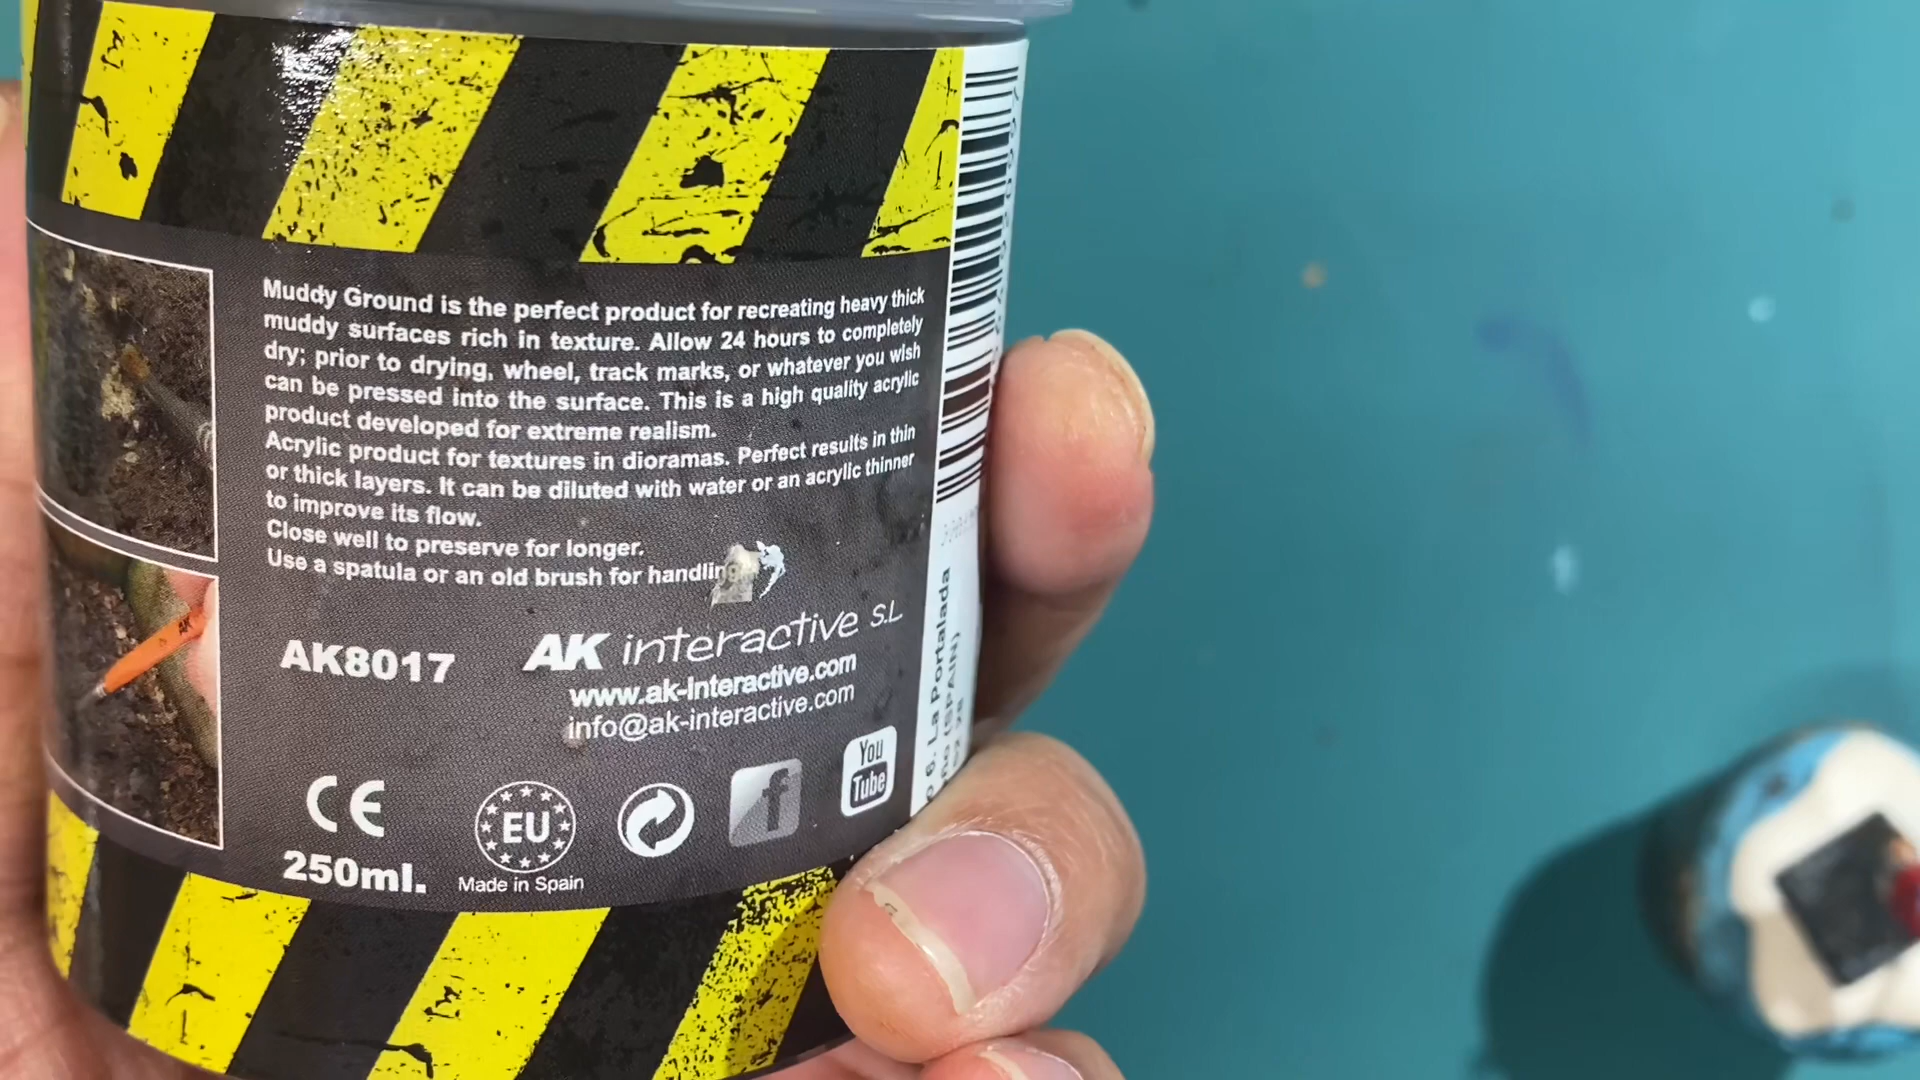 Muddy Ground is the perfect product for recreating heavy thick
muddy surfaces rich in texture. Allow 24 hours to completely
dry; prior to drying, wheel, track marks, or whatever you wish
can be pressed into the surface. This is a high quality acrylic
product developed for extreme realism.
Acrylic product for textures in dioramas. Perfect results in thin
or thick layers. It can be diluted with water or an acrylic thinner
to improve its flow.
Close well to preserve for longer.
Use a spatula or an old brush for handling
AK8017
AK interactive S.L
www.ak-interactive.com
info@ak-interactive.com
CE
EU
f
You
Tube
250ml.
Made in Spain
6. La Portalada
(SPAIN)
AK